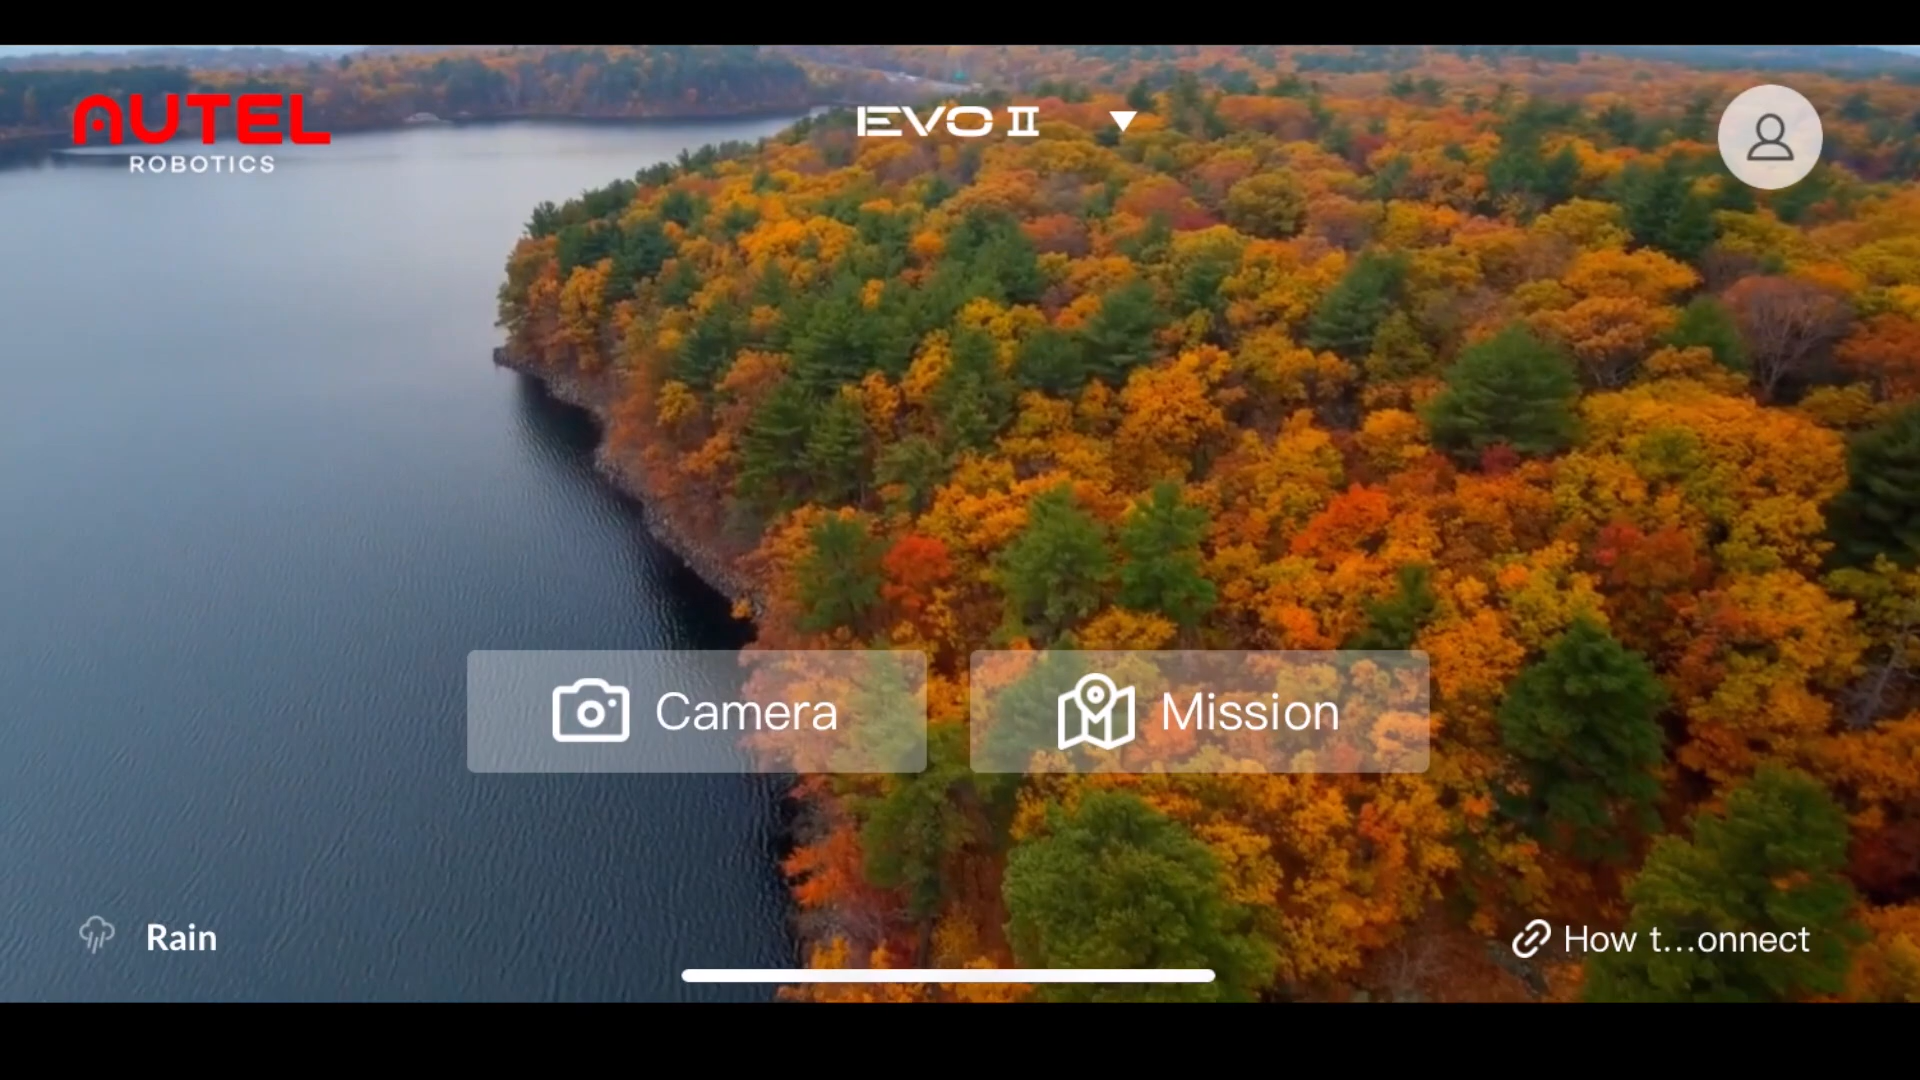 AUTEL
ROBOTICS
EVO II
Camera
Mission
Rain
How t...onnect